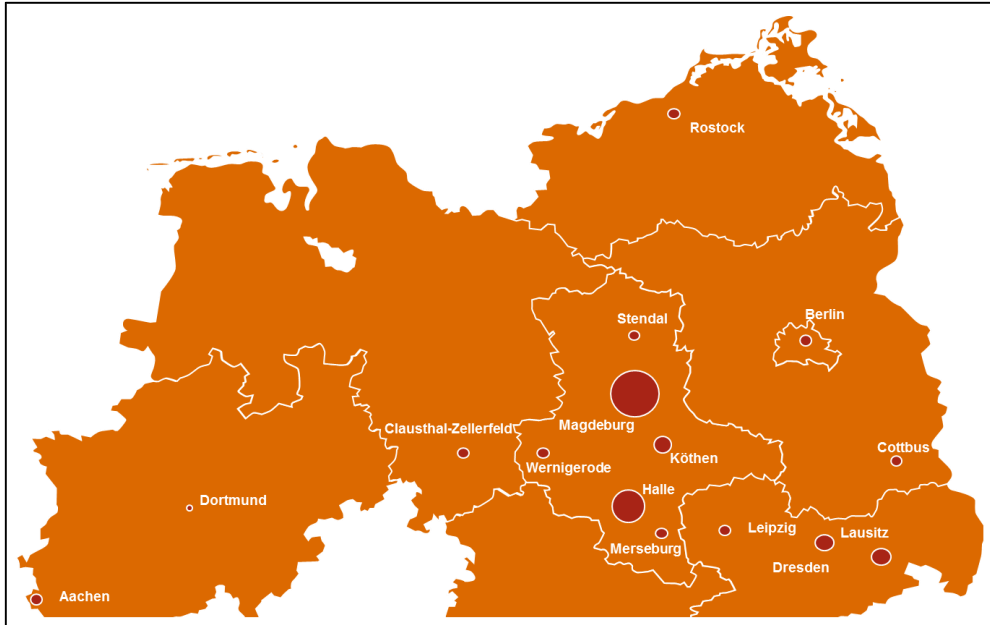 Rostock
Berlin
Stendal
Magdeburg
Clausthal-Zellerfeld
Wernigerode
Köthen
Cottbus
Halle
Dortmund
Leipzig
Lausitz
Merseburg
Dresden
Aachen